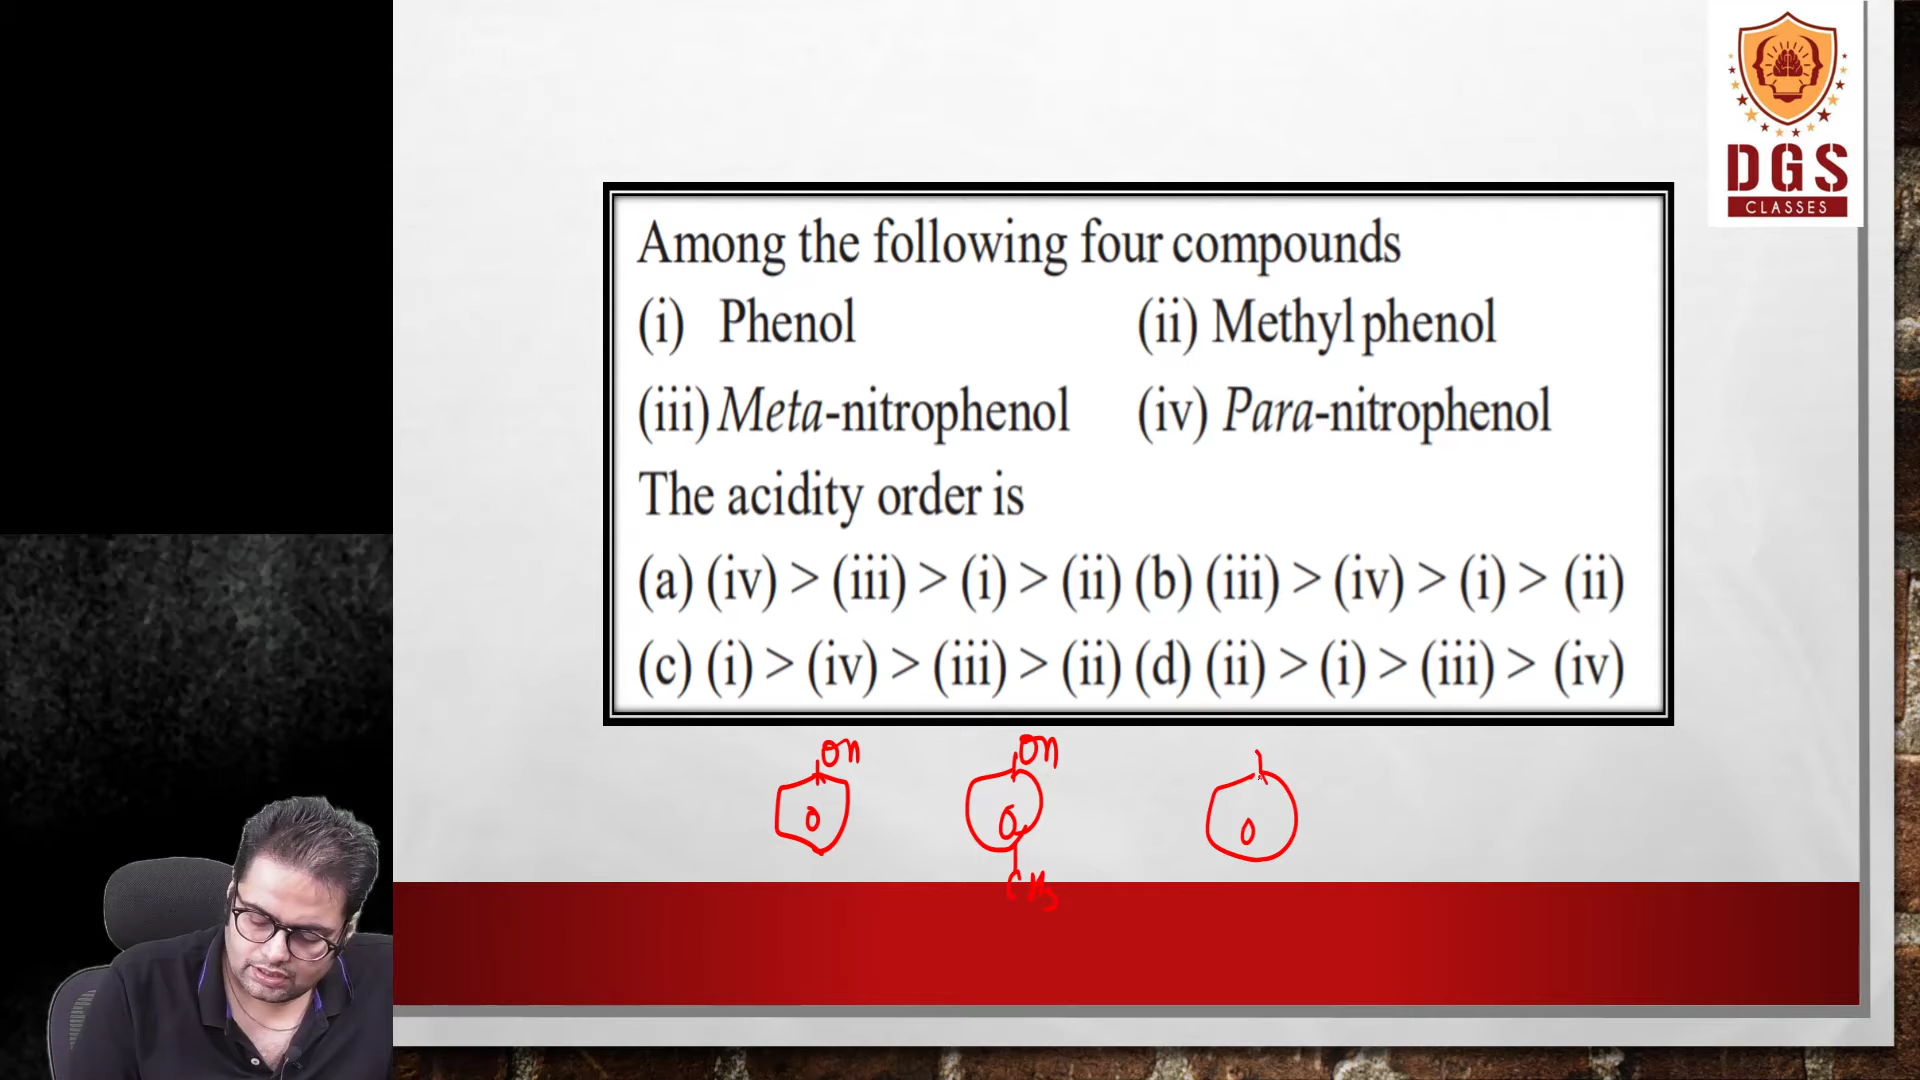 DGS
CLASSES
Among the following four compounds
(i) Phenol (ii) Methyl phenol
(iii) Meta-nitrophenol (iv) Para-nitrophenol
The acidity order is
(a) (iv) > (iii) > (i) > (ii) (b) (iii) > (iv) > (i) > (ii)
(c) (i) > (iv) > (iii) > (ii) (d) (ii) > (i) > (iii) > (iv)
OH OH
CH3